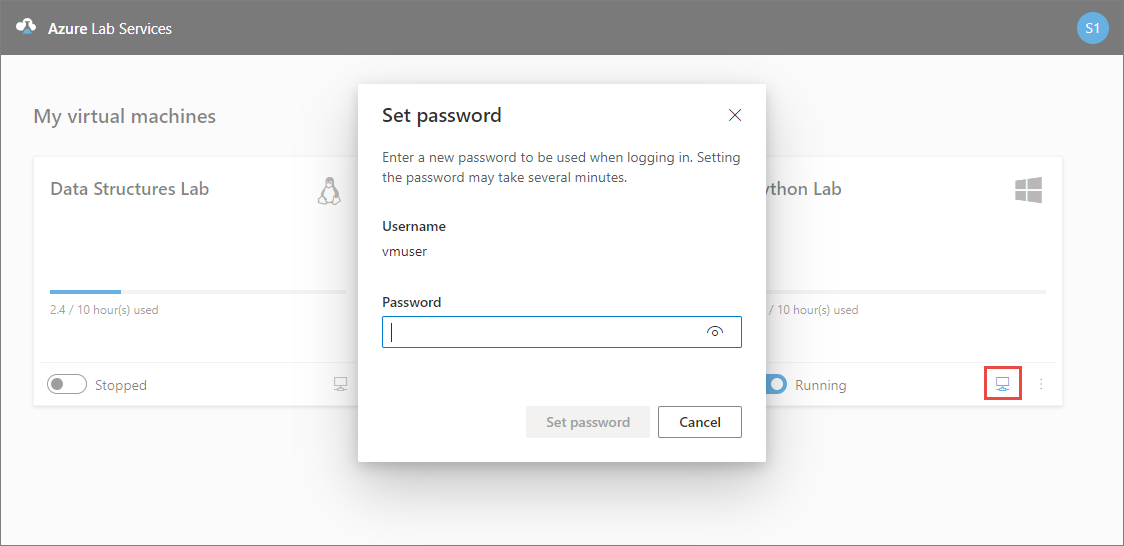 Azure Lab Services
S1
My virtual machines
Data Structures Lab
2.4 / 10 hour(s) used
Stopped
Set password
Enter a new password to be used when logging in. Setting
the password may take several minutes.
Username
vmuser
Password
Set password
Cancel
Lab
/ 10 hour(s) used
Running